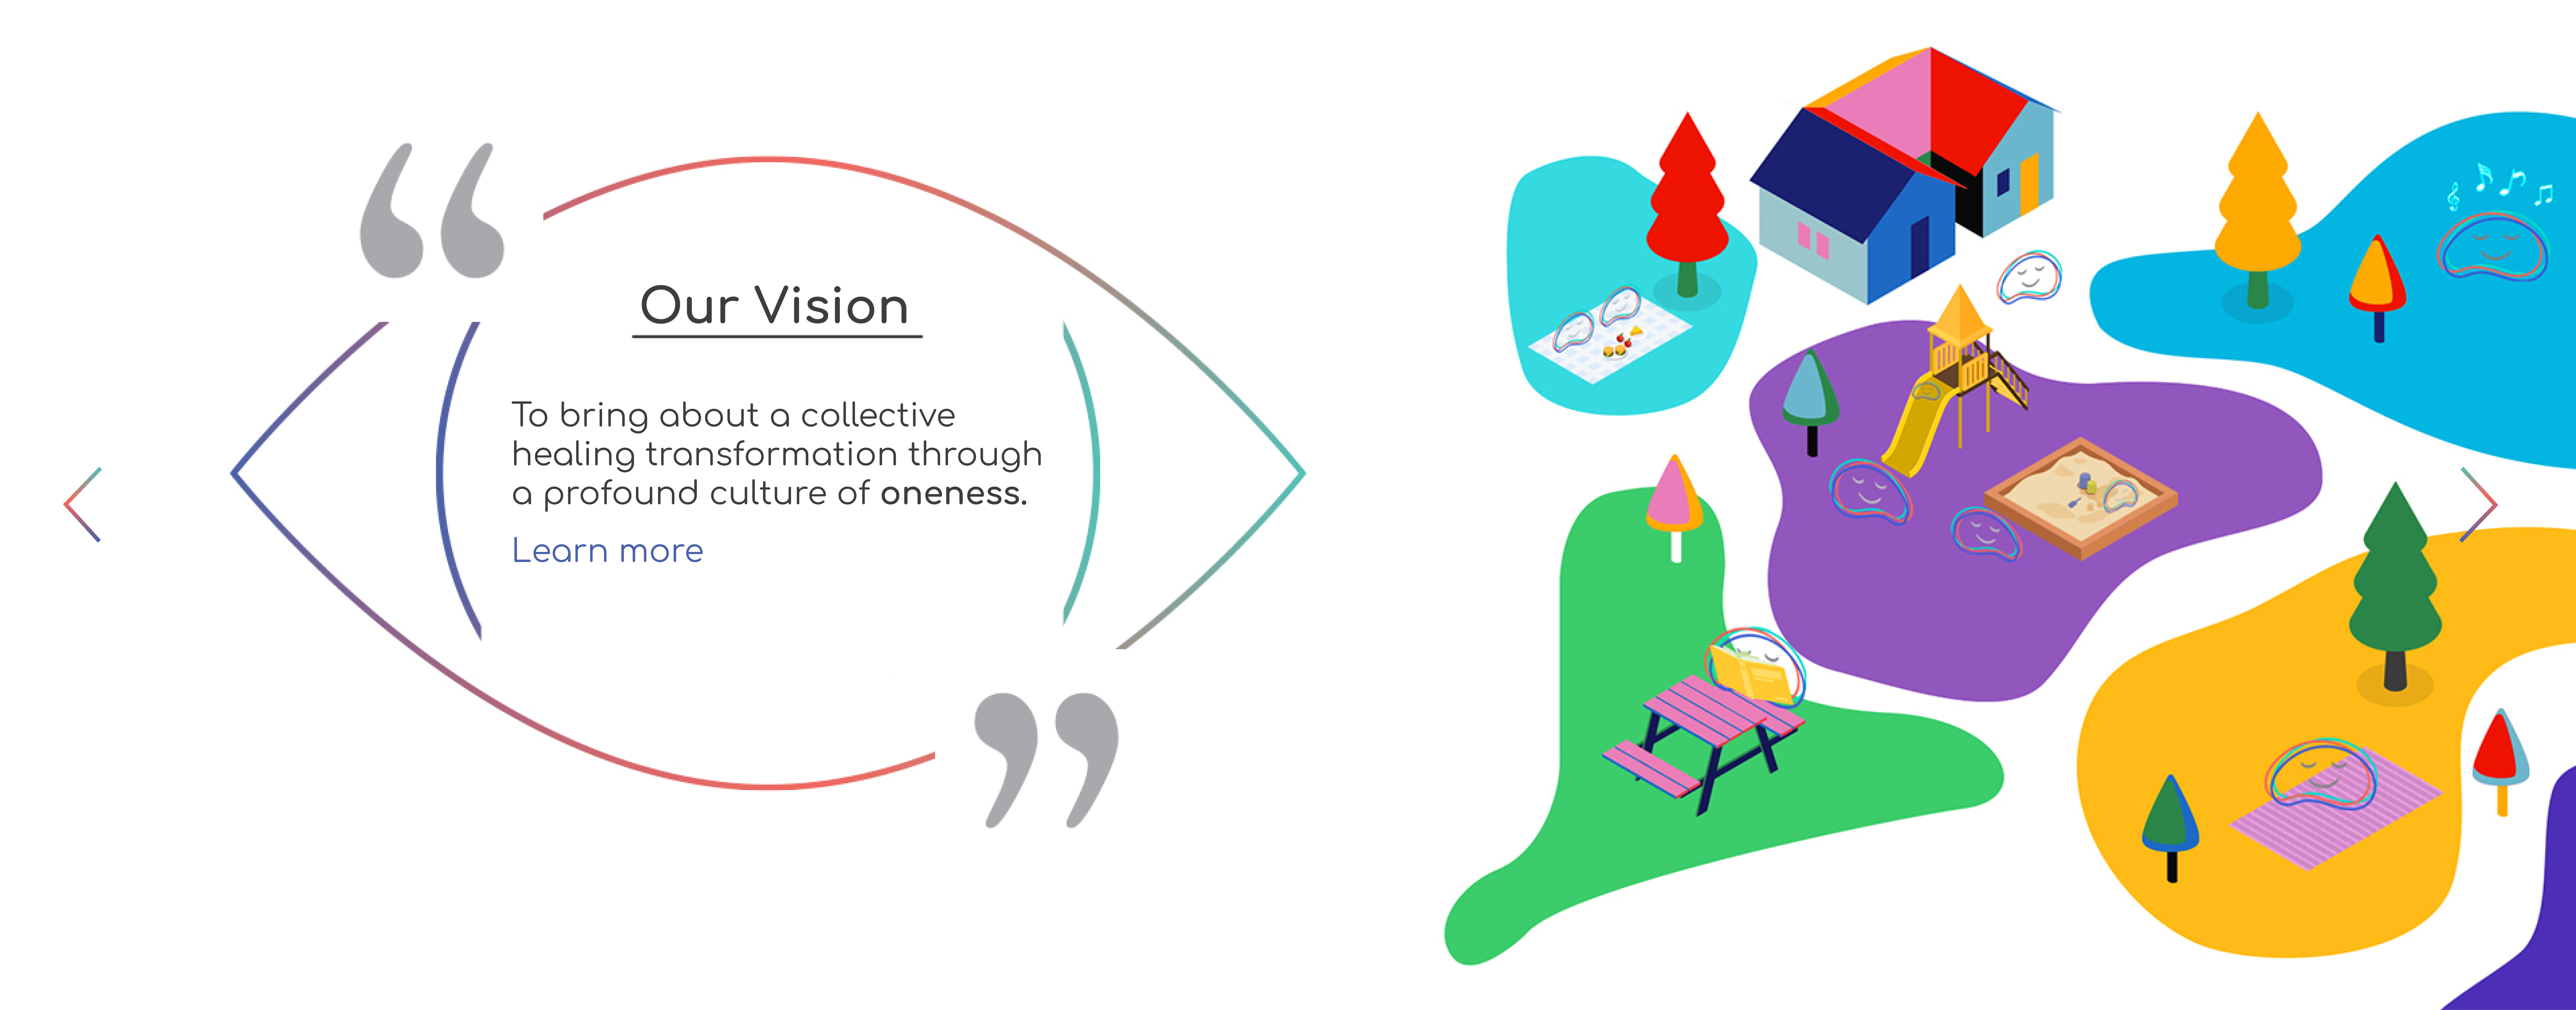 Our Vision
To bring about a collective
healing transformation through
a profound culture of oneness.
Learn more